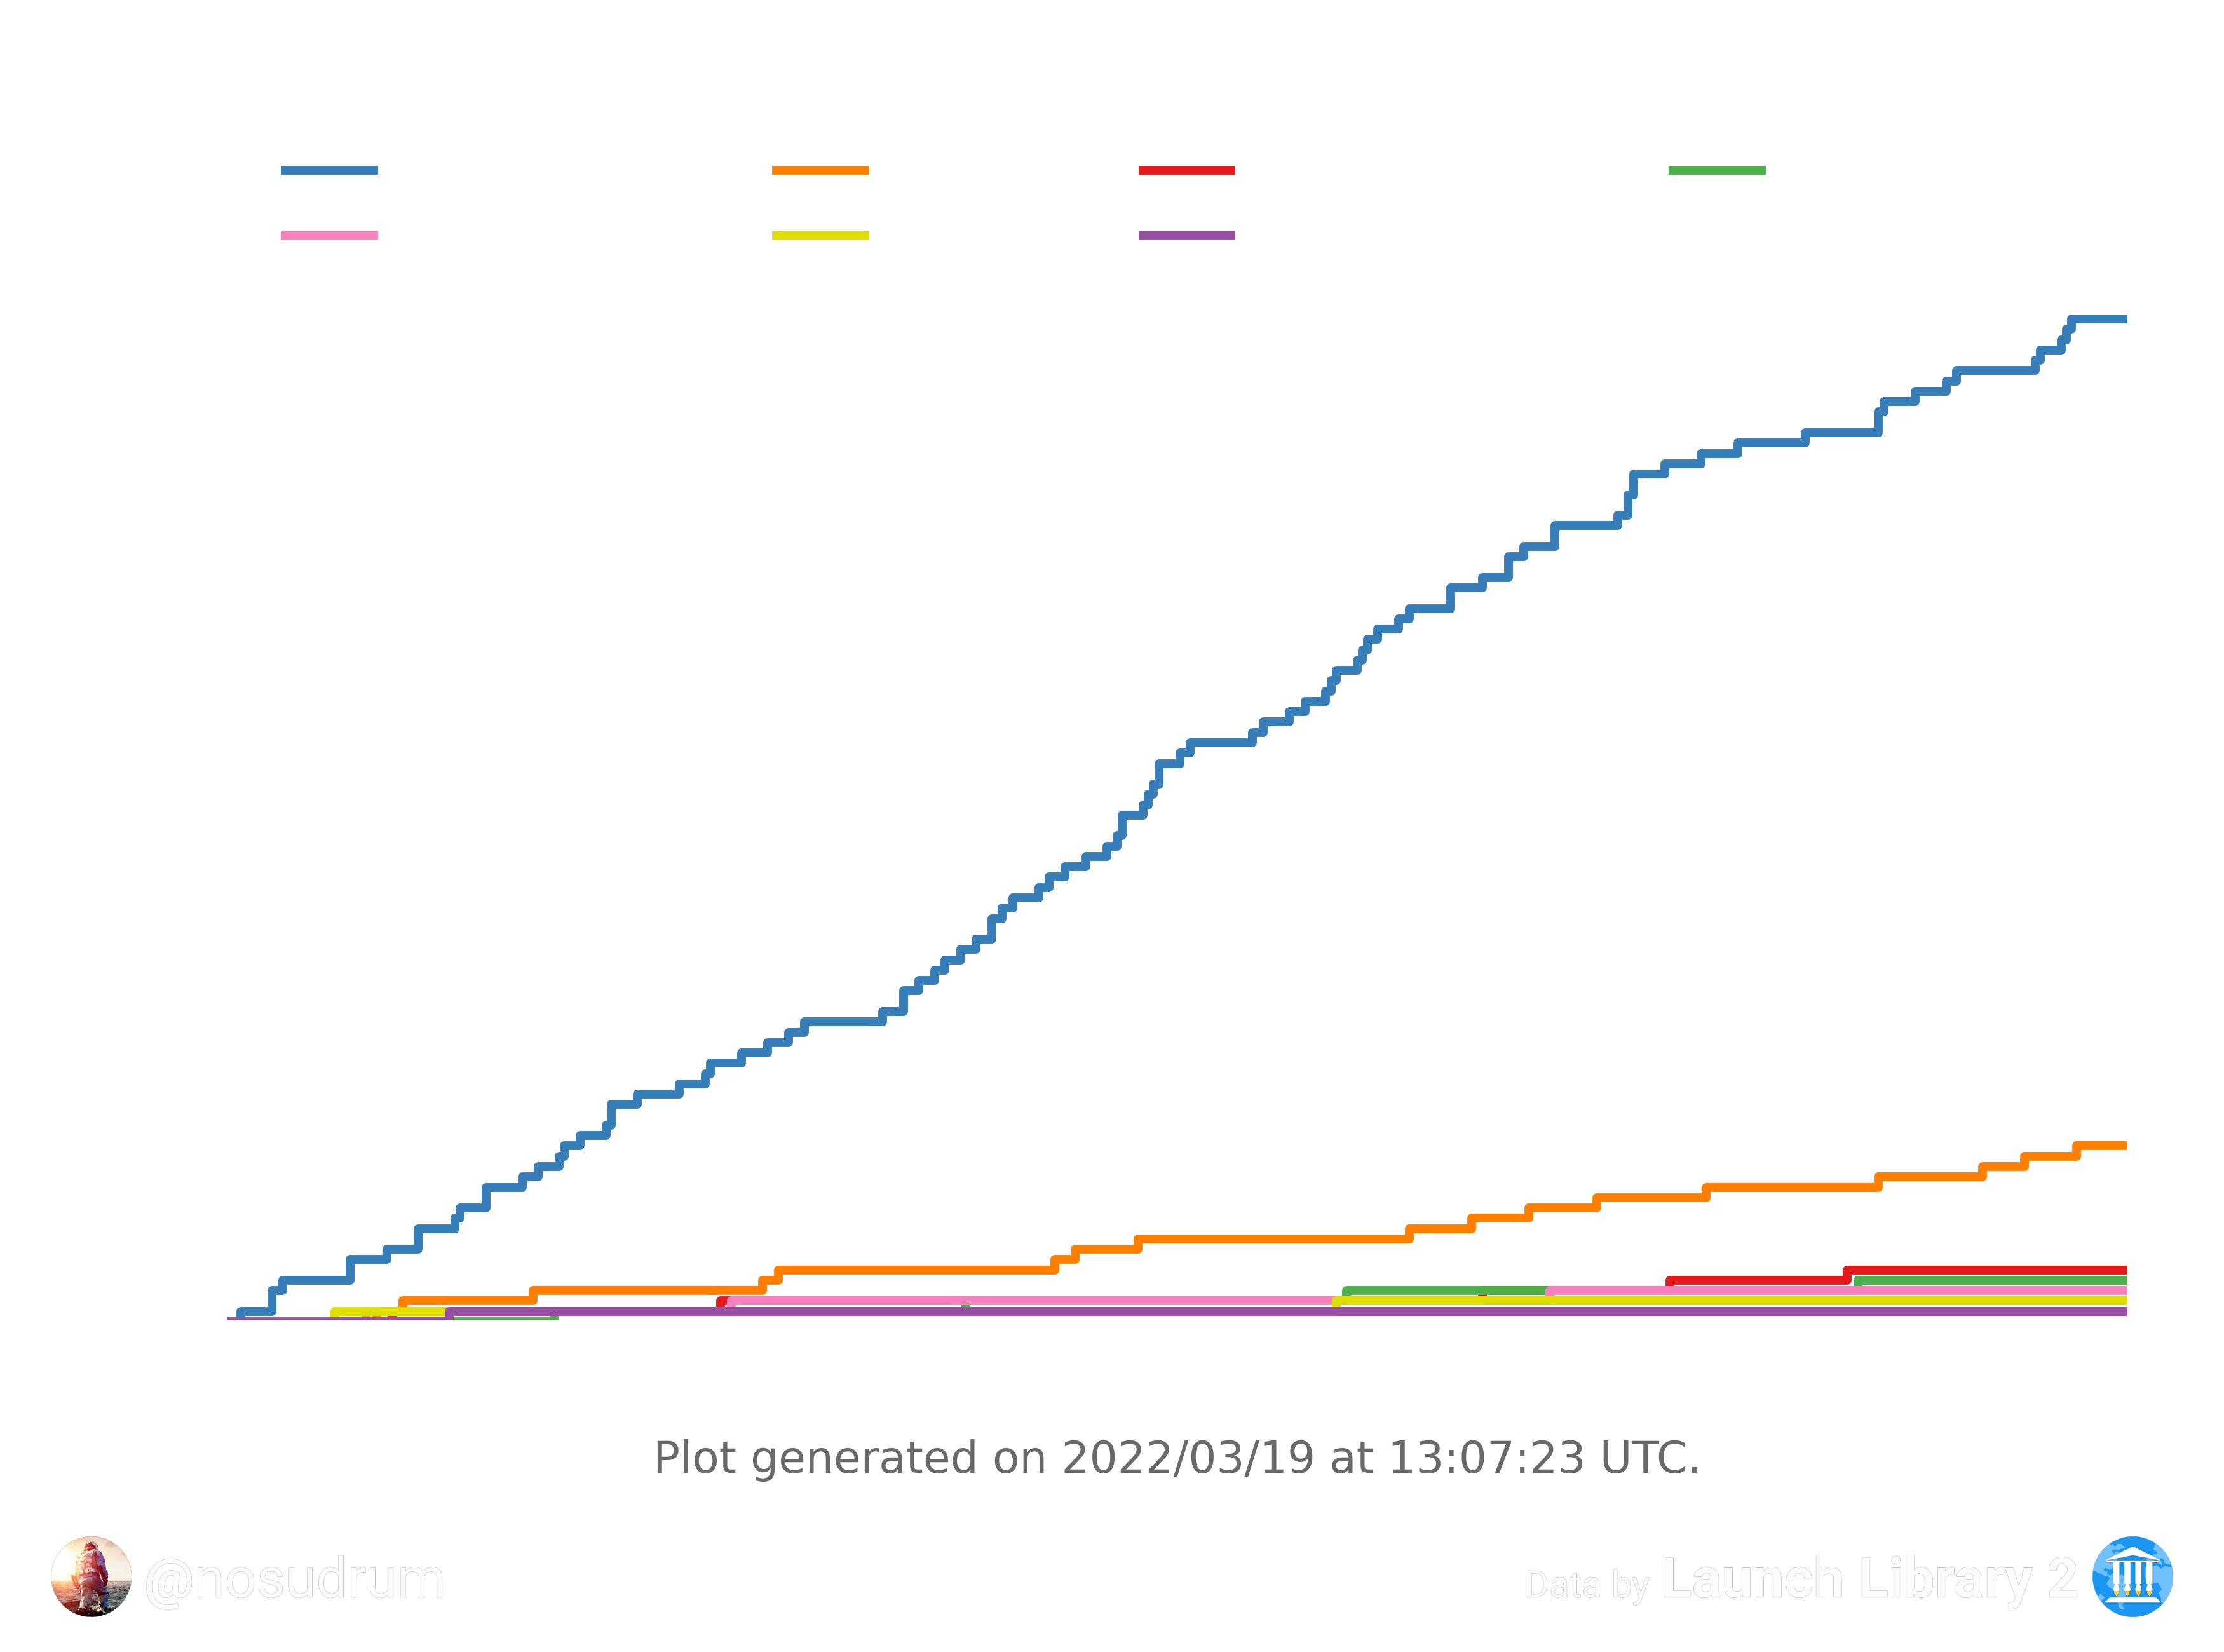 Plot generated on 2022/03/19 at 13:07:23 UTC.
@nosudrum
Data by Launch Library 2